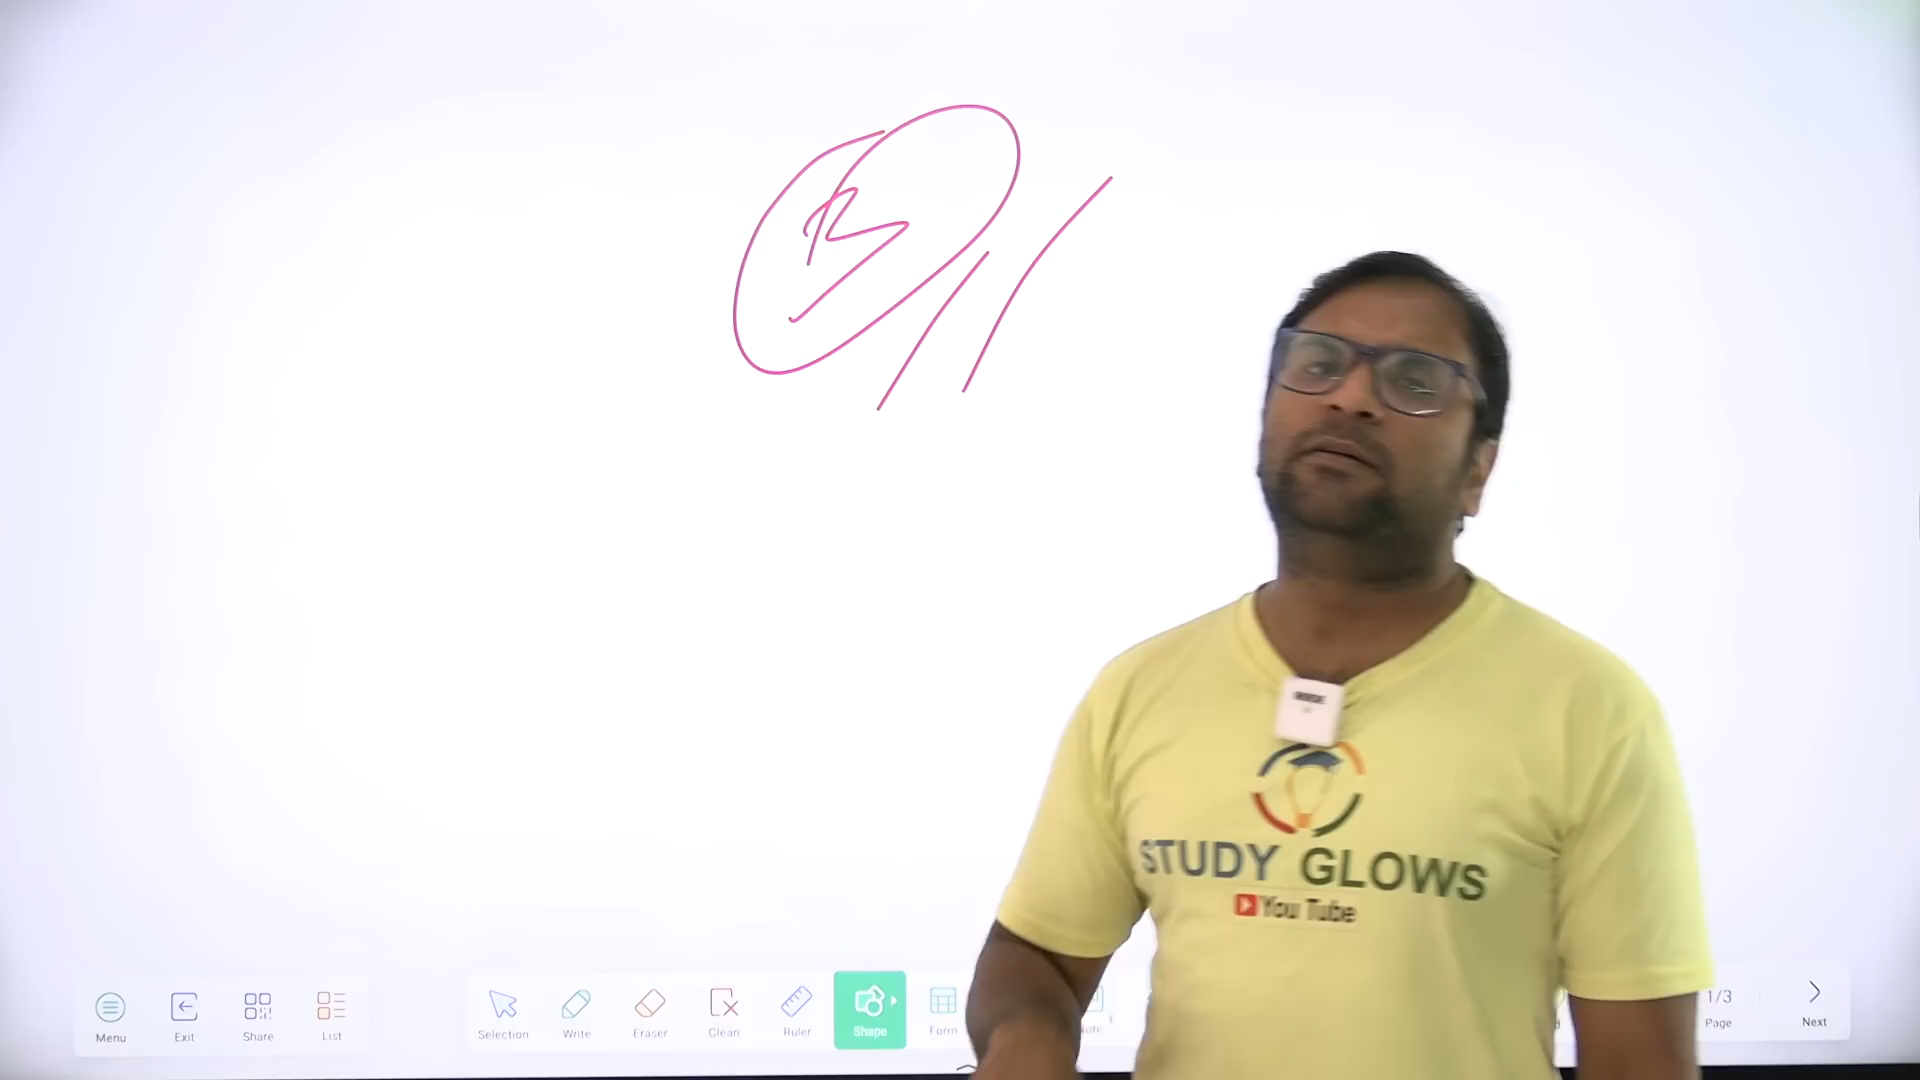 B
STUDY GLOWS
You Tube
Menu
Exit
Share
List
Selection
Write
Eraser
Clean
Ruler
Shape
Form
1/3
Page
Next